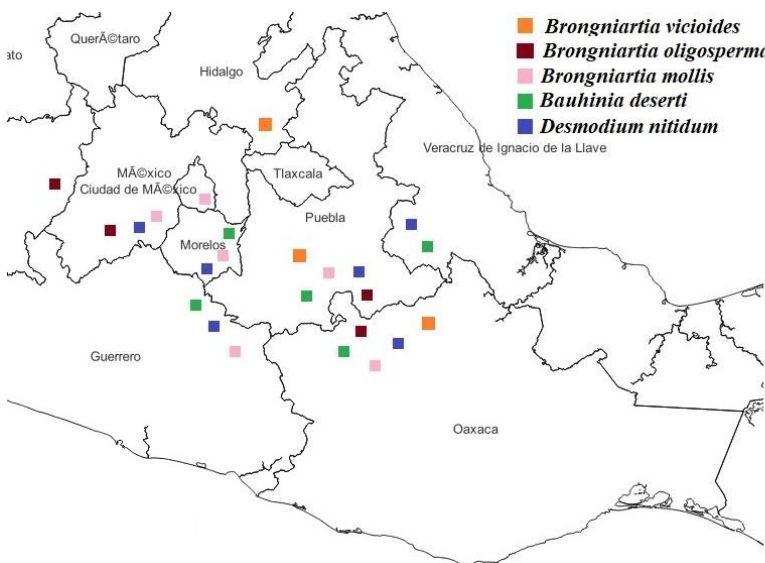 QuerÃ©taro
ato
Hidalgo
Brongniartia vicioides
Brongniartia oligosperma
Brongniartia mollis
Bauhinia deserti
Desmodium nitidum
Veracruz de Ignacio de la Llave
MÃ©xico
Ciudad de MÃ©xico
Tlaxcala
Puebla
Morelos
Guerrero
Oaxaca